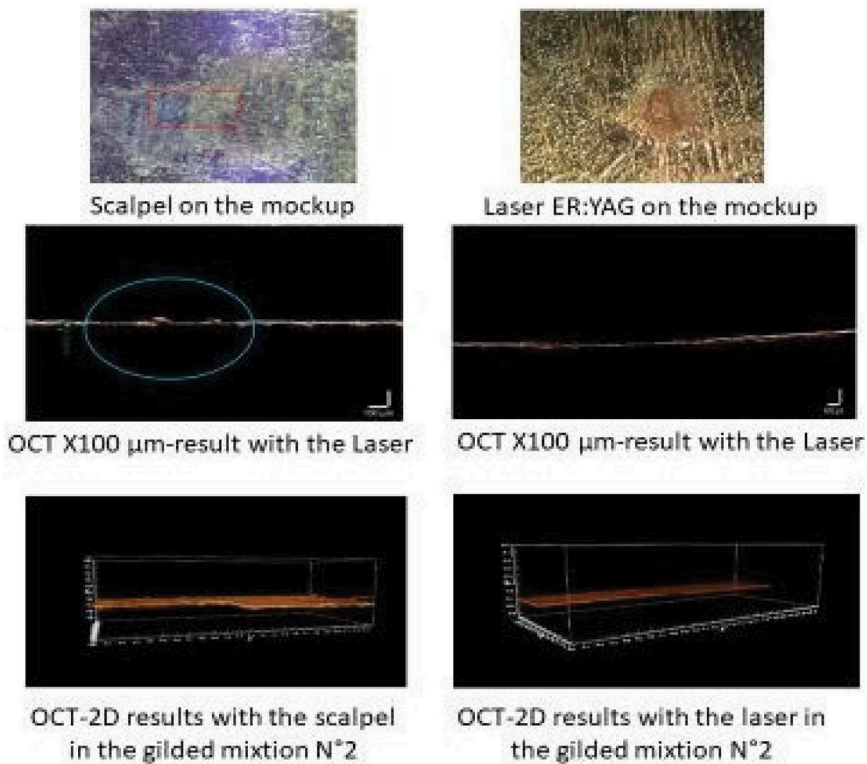 Scalpel on the mockup
Laser ER:YAG on the mockup
OCT X100 µm-result with the Laser
OCT X100 µm-result with the Laser
OCT-2D results with the scalpel
in the gilded mixtion N°2
OCT-2D results with the laser in
the gilded mixtion N°2